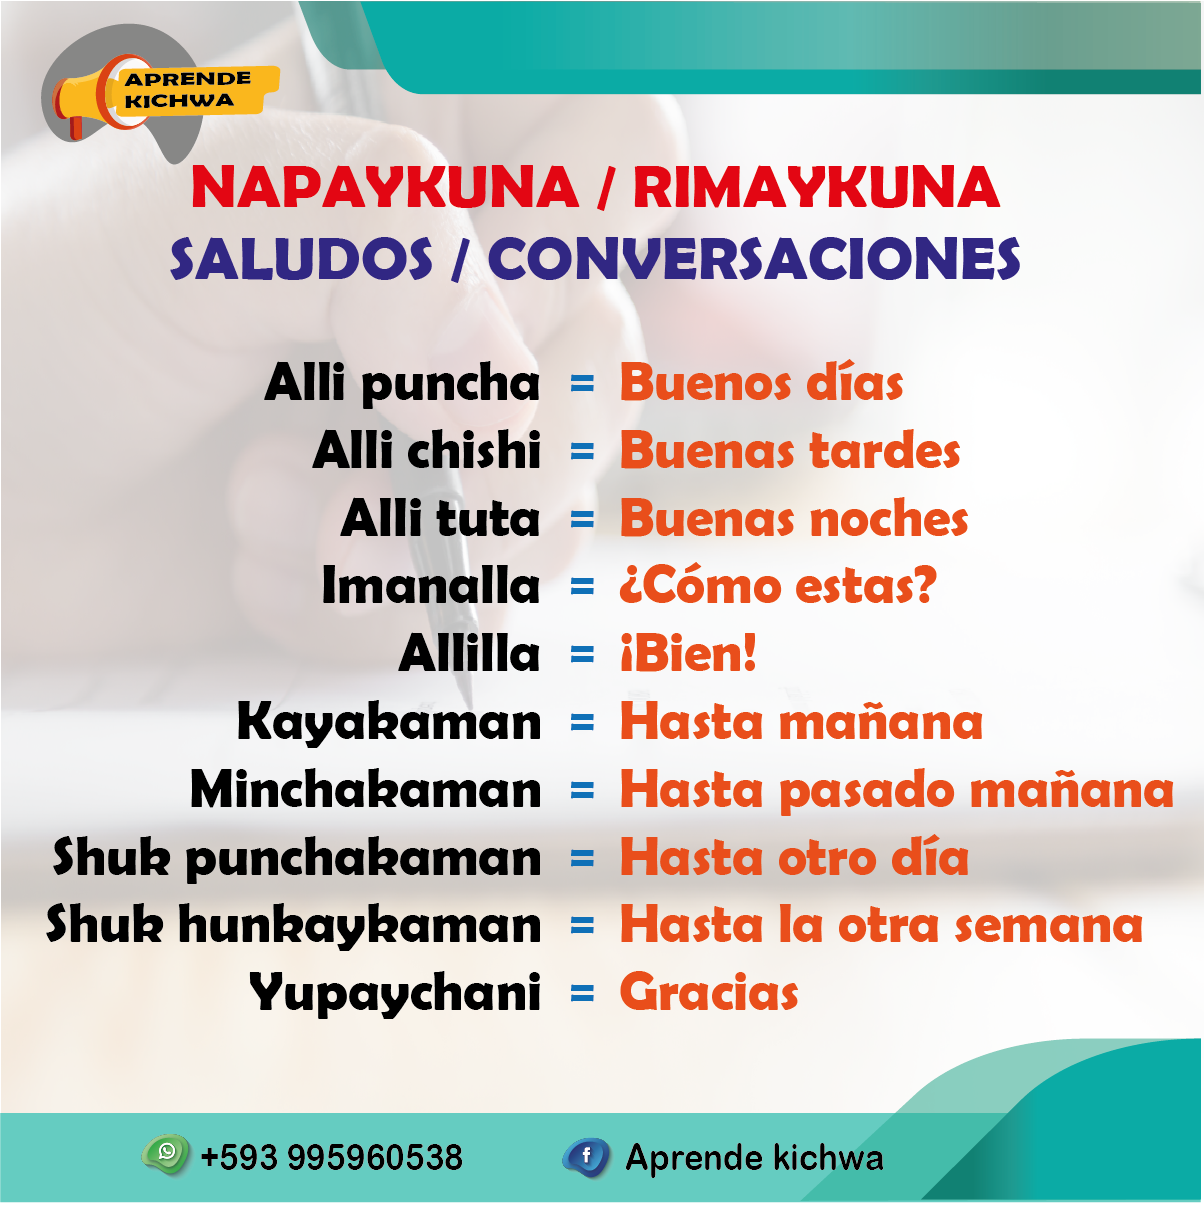 APRENDE
KICHWA
NAPAYKUNA / RIMAYKUNA
SALUDOS / CONVERSACIONES
Alli puncha = Buenos días
Alli chishi = Buenas tardes
Alli tuta = Buenas noches
Imanalla = ¿Cómo estas?
Allilla = ¡Bien!
Kayakaman = Hasta mañana
Minchakaman = Hasta pasado mañana
Shuk punchakaman = Hasta otro día
Shuk hunkaykaman = Hasta la otra semana
Yupaychani = Gracias
+593 995960538 Aprende kichwa